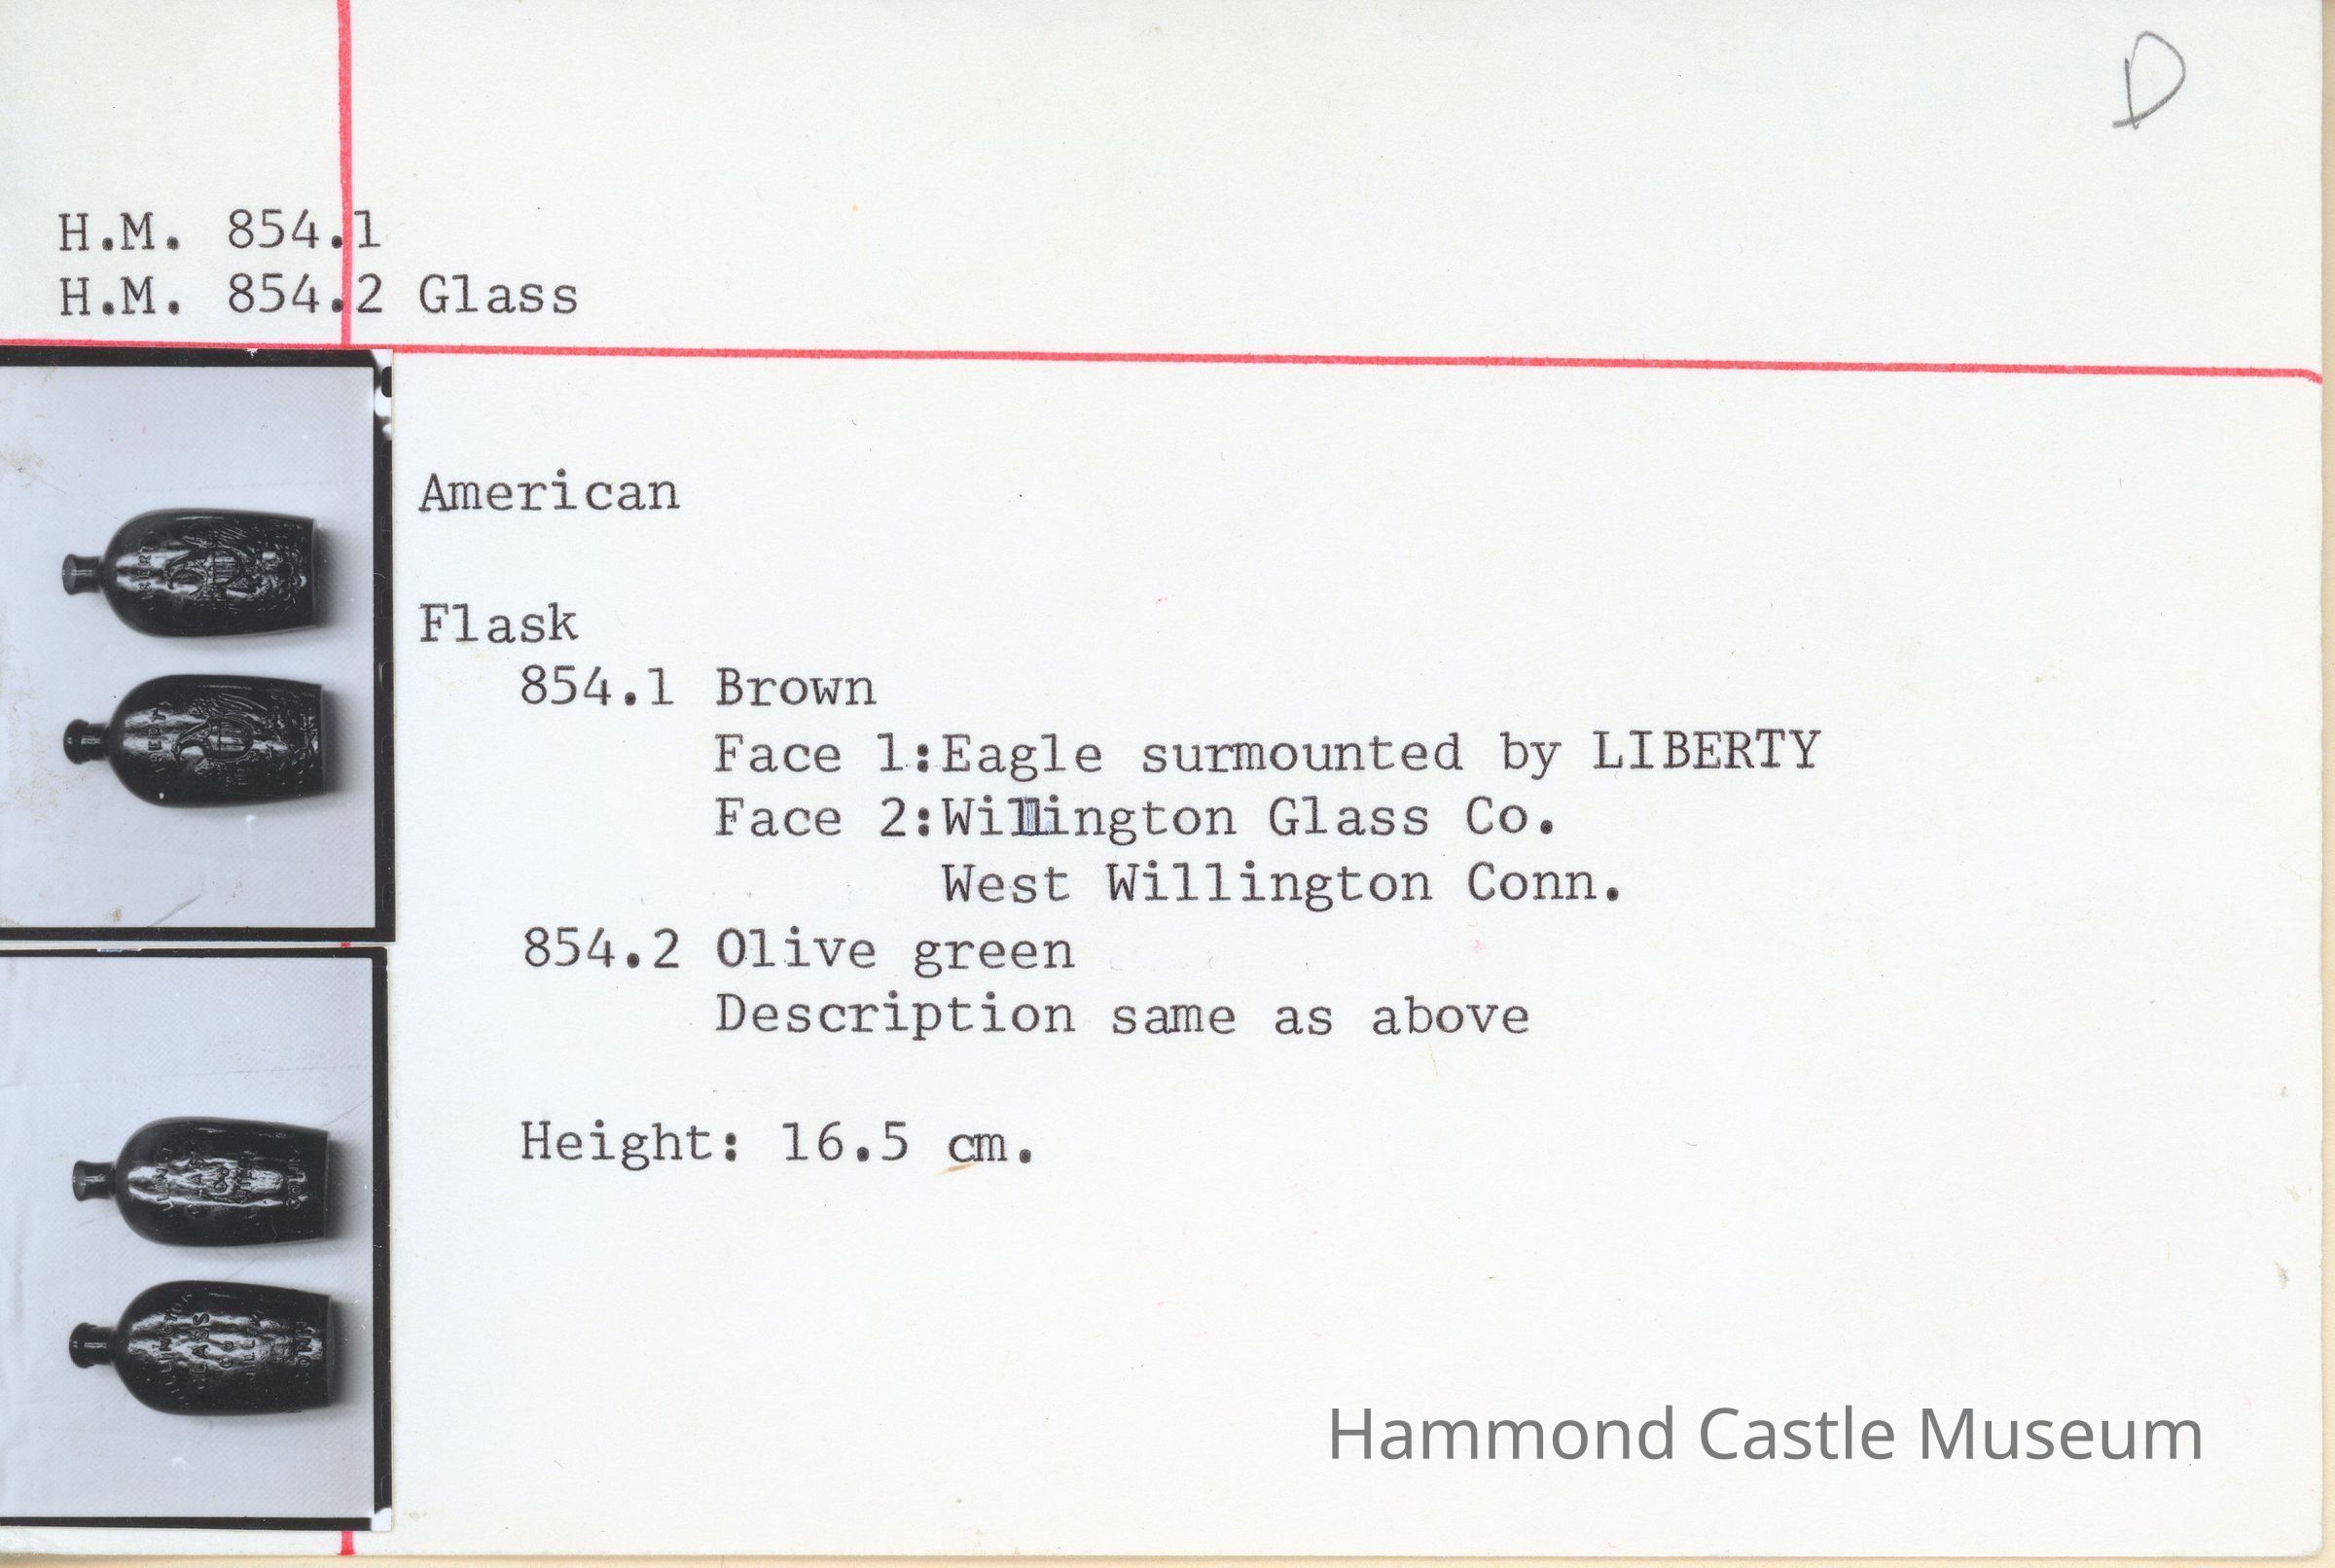 D
H.M. 854.1
H.M. 854.2 Glass
American
Flask
854.1 Brown
Face 1:Eagle surmounted by LIBERTY
Face 2:Willington Glass Co.
West Willington Conn.
854.2 Olive green
Description same as above
Height: 16.5 cm.
Hammond Castle Museum